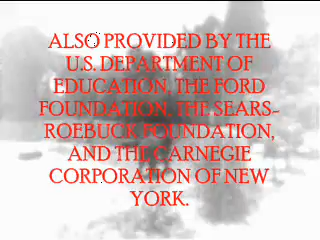 ALSO PROVIDED BY THE
U.S. DEPARTMENT OF
EDUCATION, THE FORD
FOUNDATION, THE SEARS-
ROEBUCK FOUNDATION,
AND THE CARNEGIE
CORPORATION OF NEW
YORK.